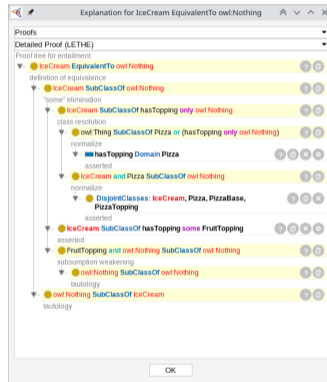 Explanation for IceCream EquivalentTo owl:Nothing
Proofs
Detailed Proof (LETHE)
Proof tree for entailment
IceCream EquivalentTo owl:Nothing
definition of equivalence
IceCream SubClassOf owl:Nothing
"some" elimination
IceCream SubClassOf hasTopping only owl:Nothing
class resolution
owl:Thing SubClassOf Pizza or (hasTopping only owl:Nothing)
normalize
hasTopping Domain Pizza
asserted
IceCream and Pizza SubClassOf owl:Nothing
normalize
DisjointClasses: IceCream, Pizza, PizzaBase,
PizzaTopping
asserted
IceCream SubClassOf hasTopping some FruitTopping
asserted
FruitTopping and owl:Nothing SubClassOf owl:Nothing
subsumption weakening
owl:Nothing SubClassOf owl:Nothing
tautology
owl:Nothing SubClassOf IceCream
tautology
OK